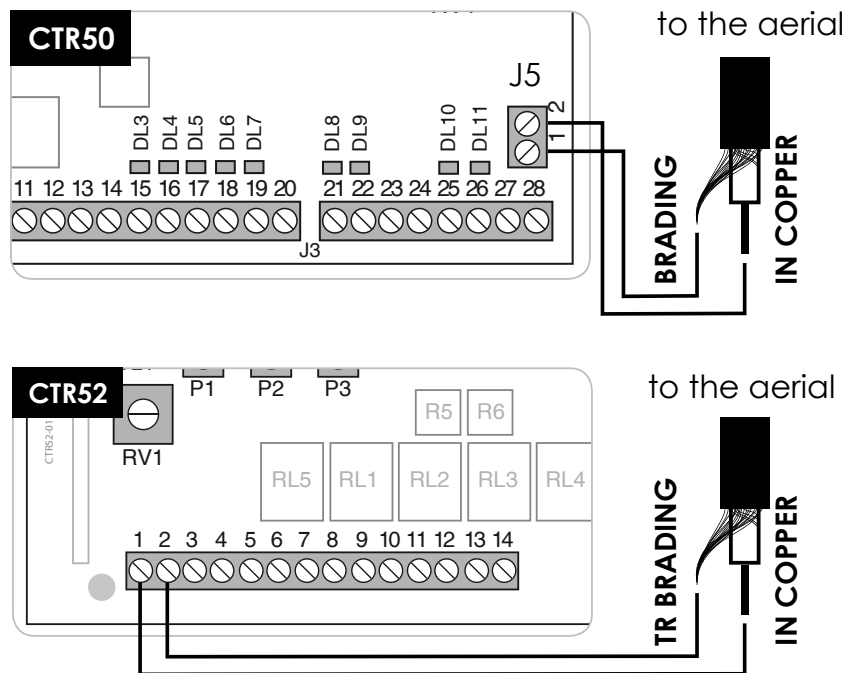 CTR50
to the aerial
J5
2
1
DL3
DL4
DL5
DL6
DL7
DL8
DL9
DL10
DL11
11 12 13 14 15 16 17 18 19 20
21 22 23 24 25 26 27 28
J3
BRADING
IN COPPER
CTR52
to the aerial
P1 P2 P3
CTR52-01
RV1
R5 R6
RL5 RL1 RL2 RL3 RL4
1 2 3 4 5 6 7 8 9 10 11 12 13 14
TR BRADING
IN COPPER